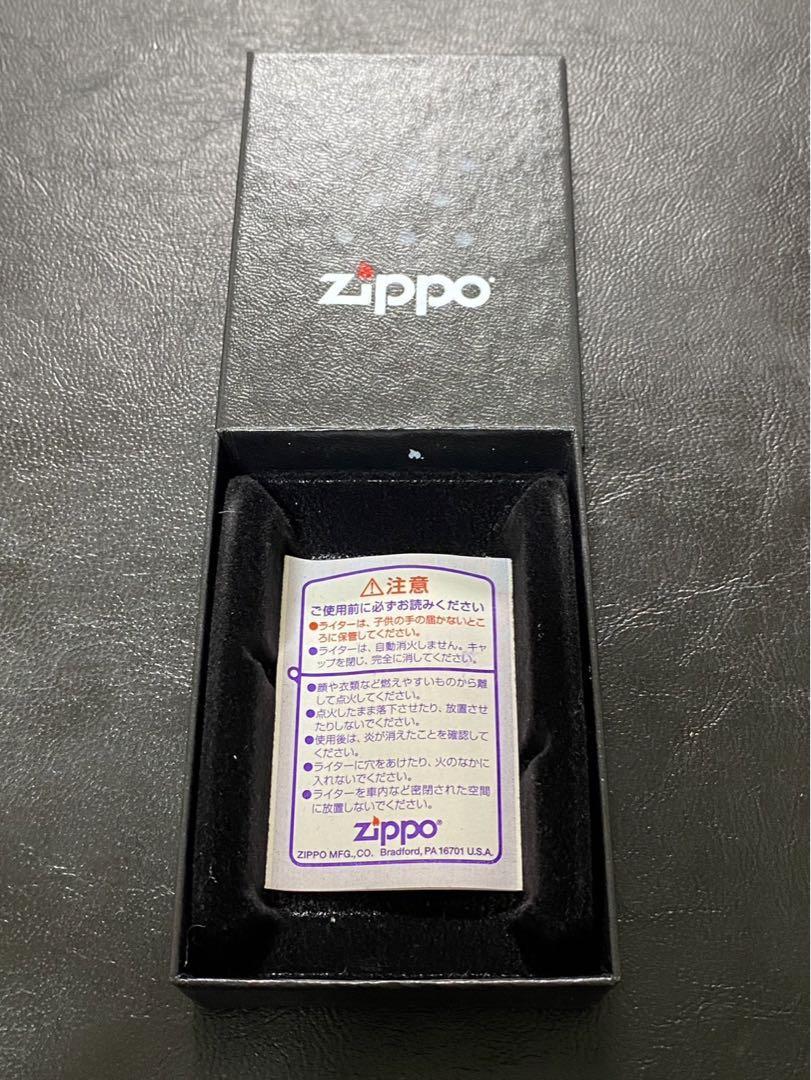 zippo
⚠注意
ご使用前に必ずお読みください
●ライターは、子供の手の届かないとこ
ろに保管してください。
●ライターは、自動消火しません。キャ
ップを閉じ、完全に消してください。
●顔や衣類など燃えやすいものから離
して点火してください。
●点火したまま落下させたり、放置させ
たりしないでください。
●使用後は、炎が消えたことを確認して
ください。
●ライターに穴をあけたり、火のなかに
入れないでください。
●ライターを車内など密閉された空間
に放置しないでください。
zippo®
ZIPPO MFG.,CO. Bradford, PA 16701 U.S.A.